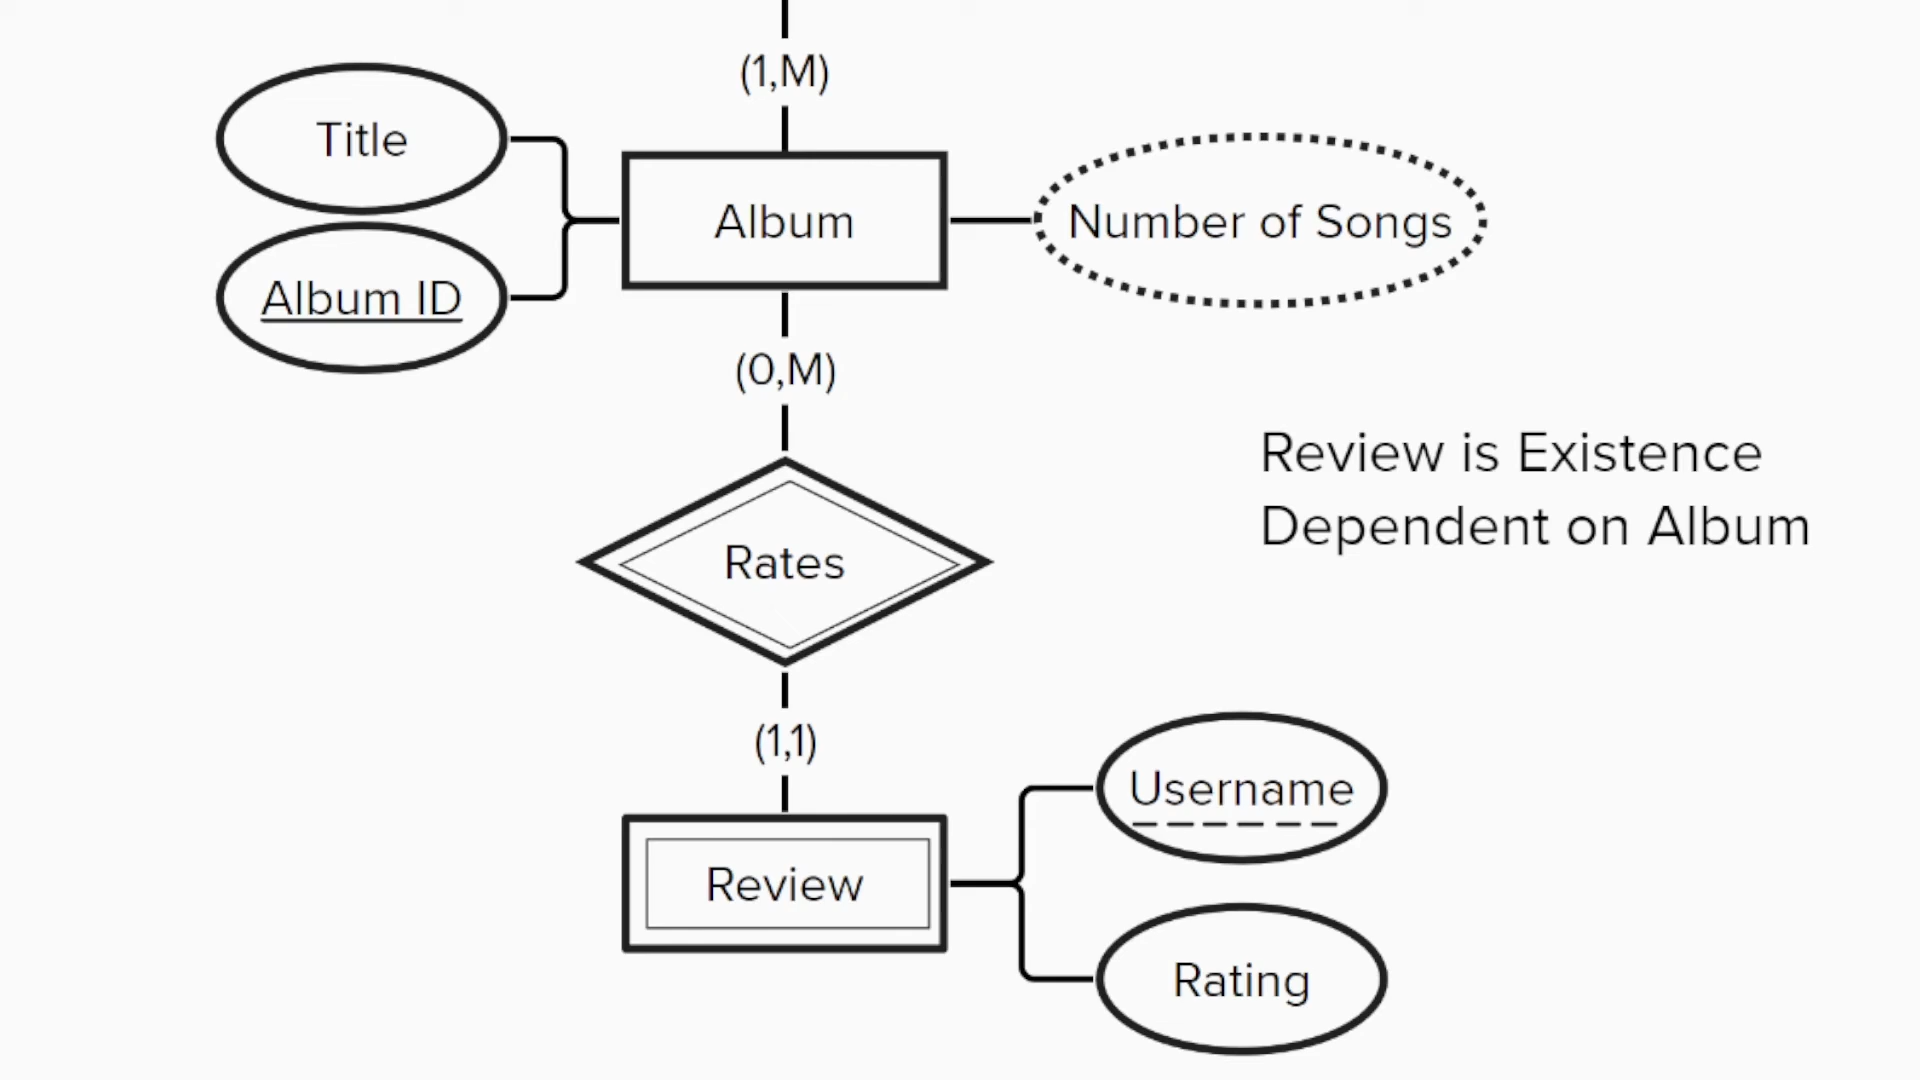 (1,M)
Title
Album
Number of Songs
Album ID
(0,M)
Review is Existence
Dependent on Album
Rates
(1,1)
Username
Review
Rating